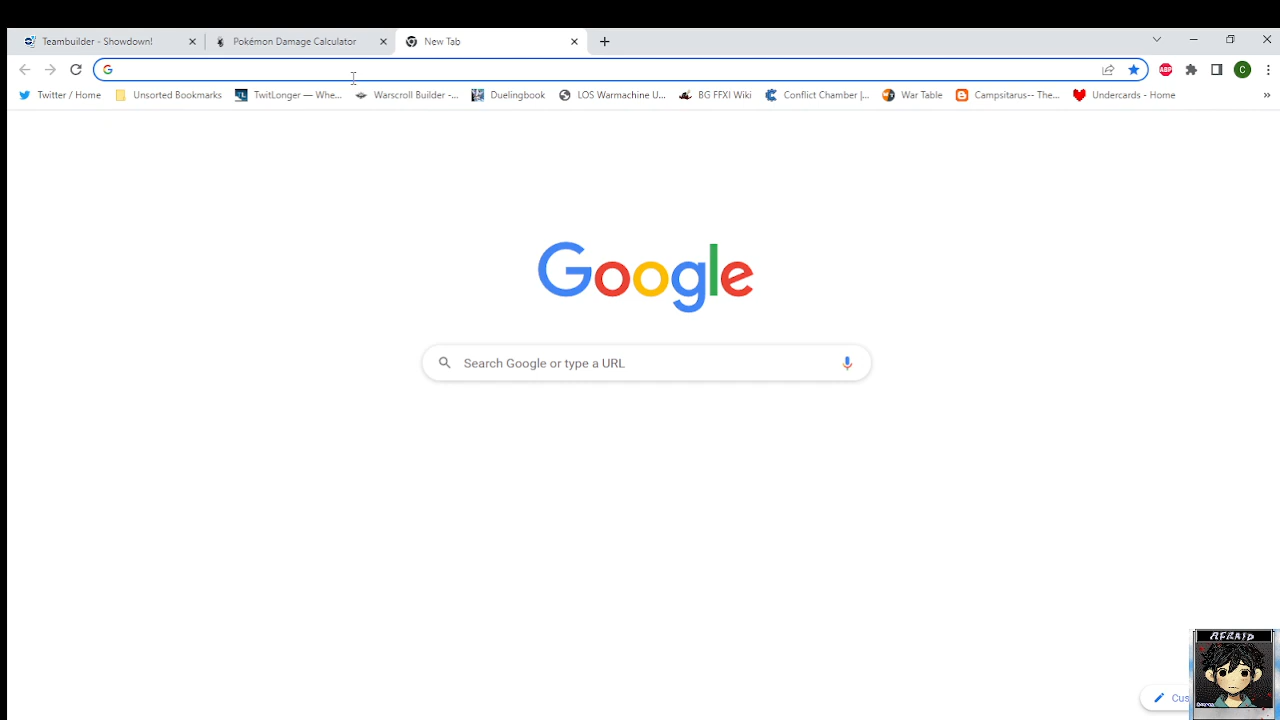 Teambuilder - Showdown!
Pokémon Damage Calculator
New Tab
C
Twitter / Home
Unsorted Bookmarks
TwitLonger — Whe...
Warscroll Builder -...
Duelingbook
LOS Warmachine U...
BG FFXI Wiki
Conflict Chamber |...
War Table
Campsitarus-- The...
Undercards - Home
»
Google
Search Google or type a URL
AFRAID
Cus